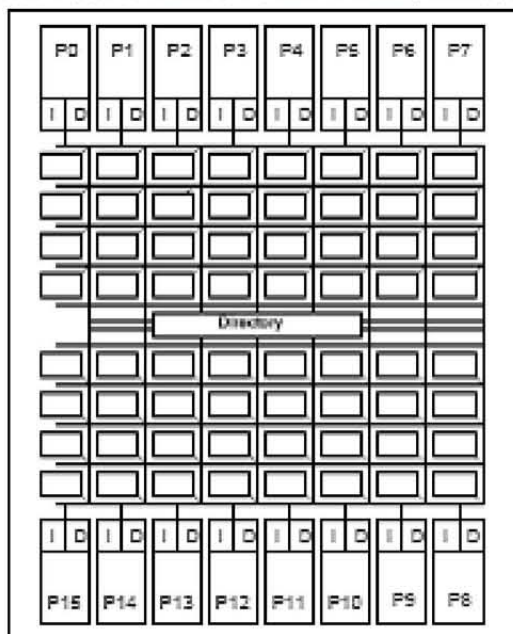 P0 P1 P2 P3 P4 P5 P6 P7
I D I D I D I D I D I D I D I D
Directory
I D I D I D I D I D I D I D I D
P15 P14 P13 P12 P11 P10 P9 P8